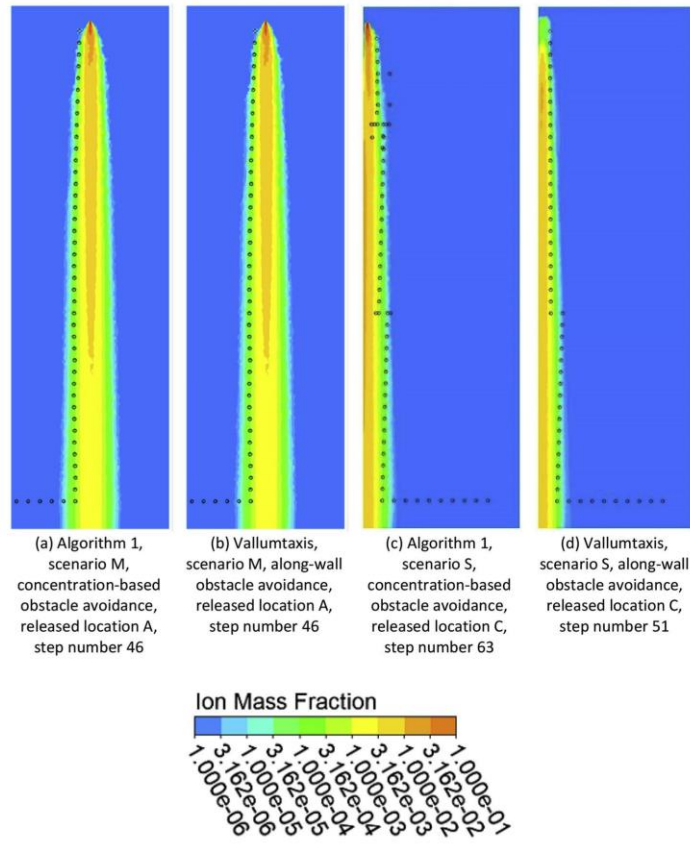 (a) Algorithm 1,
scenario M,
concentration-based
obstacle avoidance,
released location A,
step number 46
(b) Vallumtaxis,
scenario M, along-wall
obstacle avoidance,
released location A,
step number 46
(c) Algorithm 1,
scenario S,
concentration-based
obstacle avoidance,
released location C,
step number 63
(d) Vallumtaxis,
scenario S, along-wall
obstacle avoidance,
released location C,
step number 51
Ion Mass Fraction
1.000e-06
3.162e-06
1.000e-05
3.162e-05
1.000e-04
3.162e-04
1.000e-03
3.162e-03
1.000e-02
3.162e-02
1.000e-01